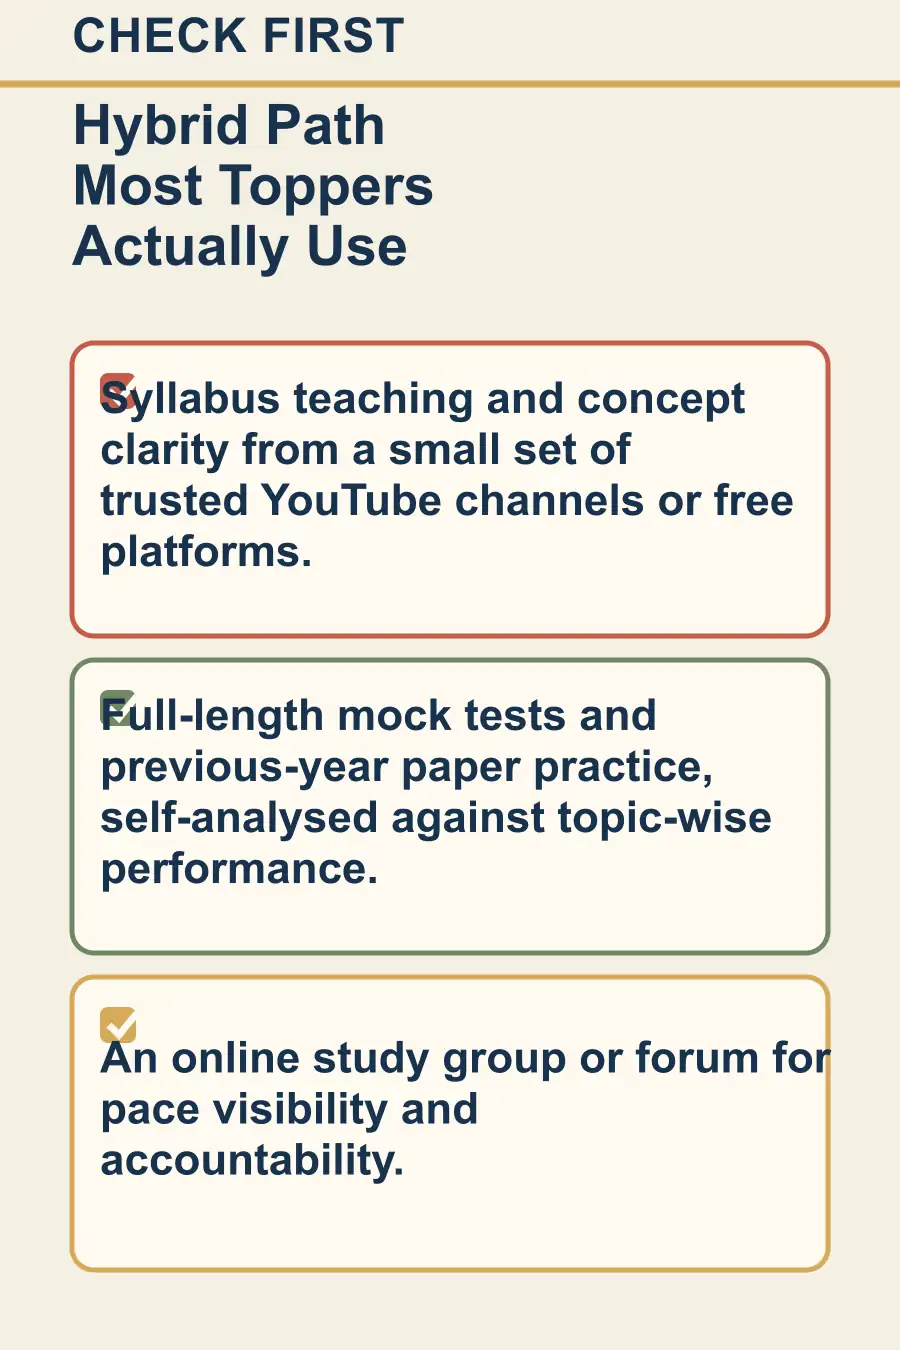 CHECK FIRST
Hybrid Path
Most Toppers
Actually Use
Syllabus teaching and concept
clarity from a small set of
trusted YouTube channels or free
platforms.
Full-length mock tests and
previous-year paper practice,
self-analysed against topic-wise
performance.
An online study group or forum for
pace visibility and
accountability.